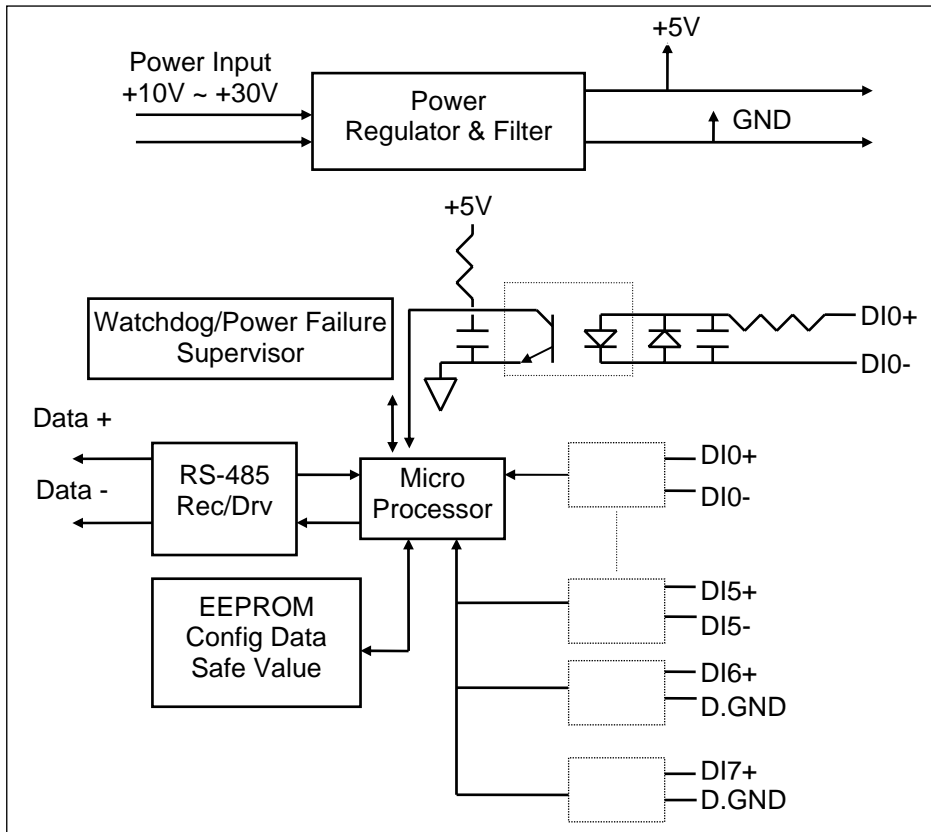 +5V
Power Input
+10V ~ +30V
Power
Regulator & Filter
GND
+5V
Watchdog/Power Failure
Supervisor
DI0+
DI0-
Data +
Data -
RS-485
Rec/Drv
Micro
Processor
DI0+
DI0-
EEPROM
Config Data
Safe Value
DI5+
DI5-
DI6+
D.GND
DI7+
D.GND